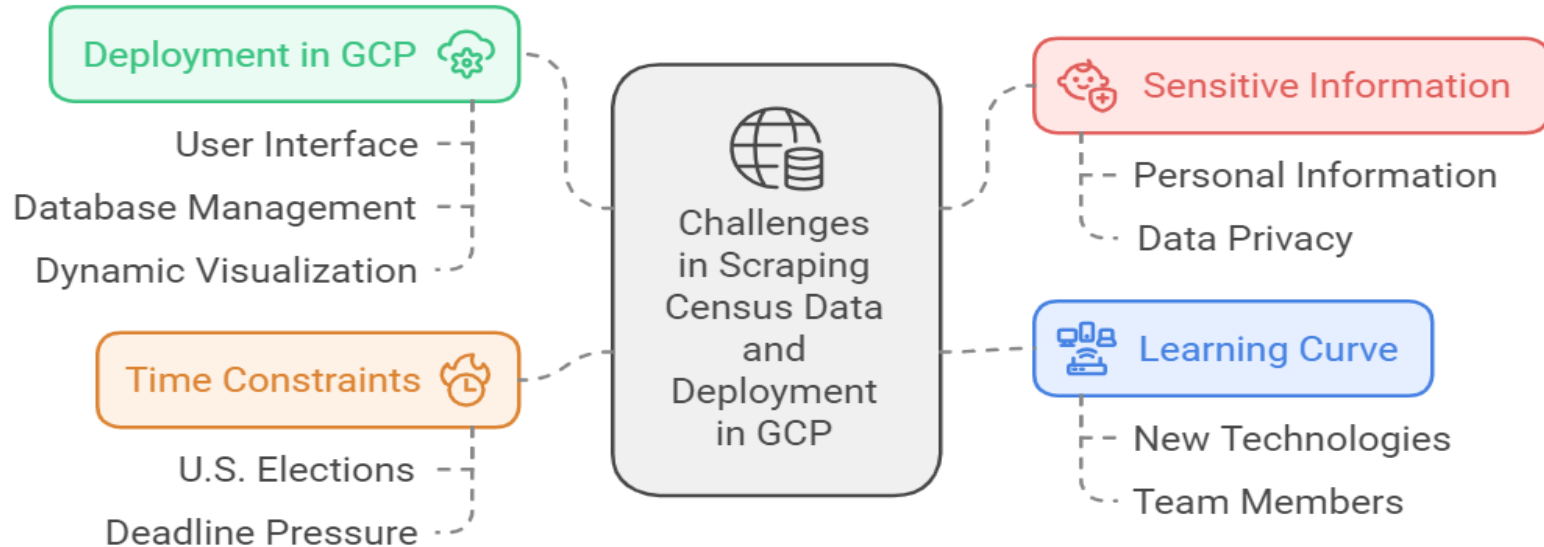 Deployment in GCP
User Interface
Database Management
Dynamic Visualization
Time Constraints
U.S. Elections
Deadline Pressure
Challenges
in Scraping
Census Data
and
Deployment
in GCP
Sensitive Information
Personal Information
Data Privacy
Learning Curve
New Technologies
Team Members